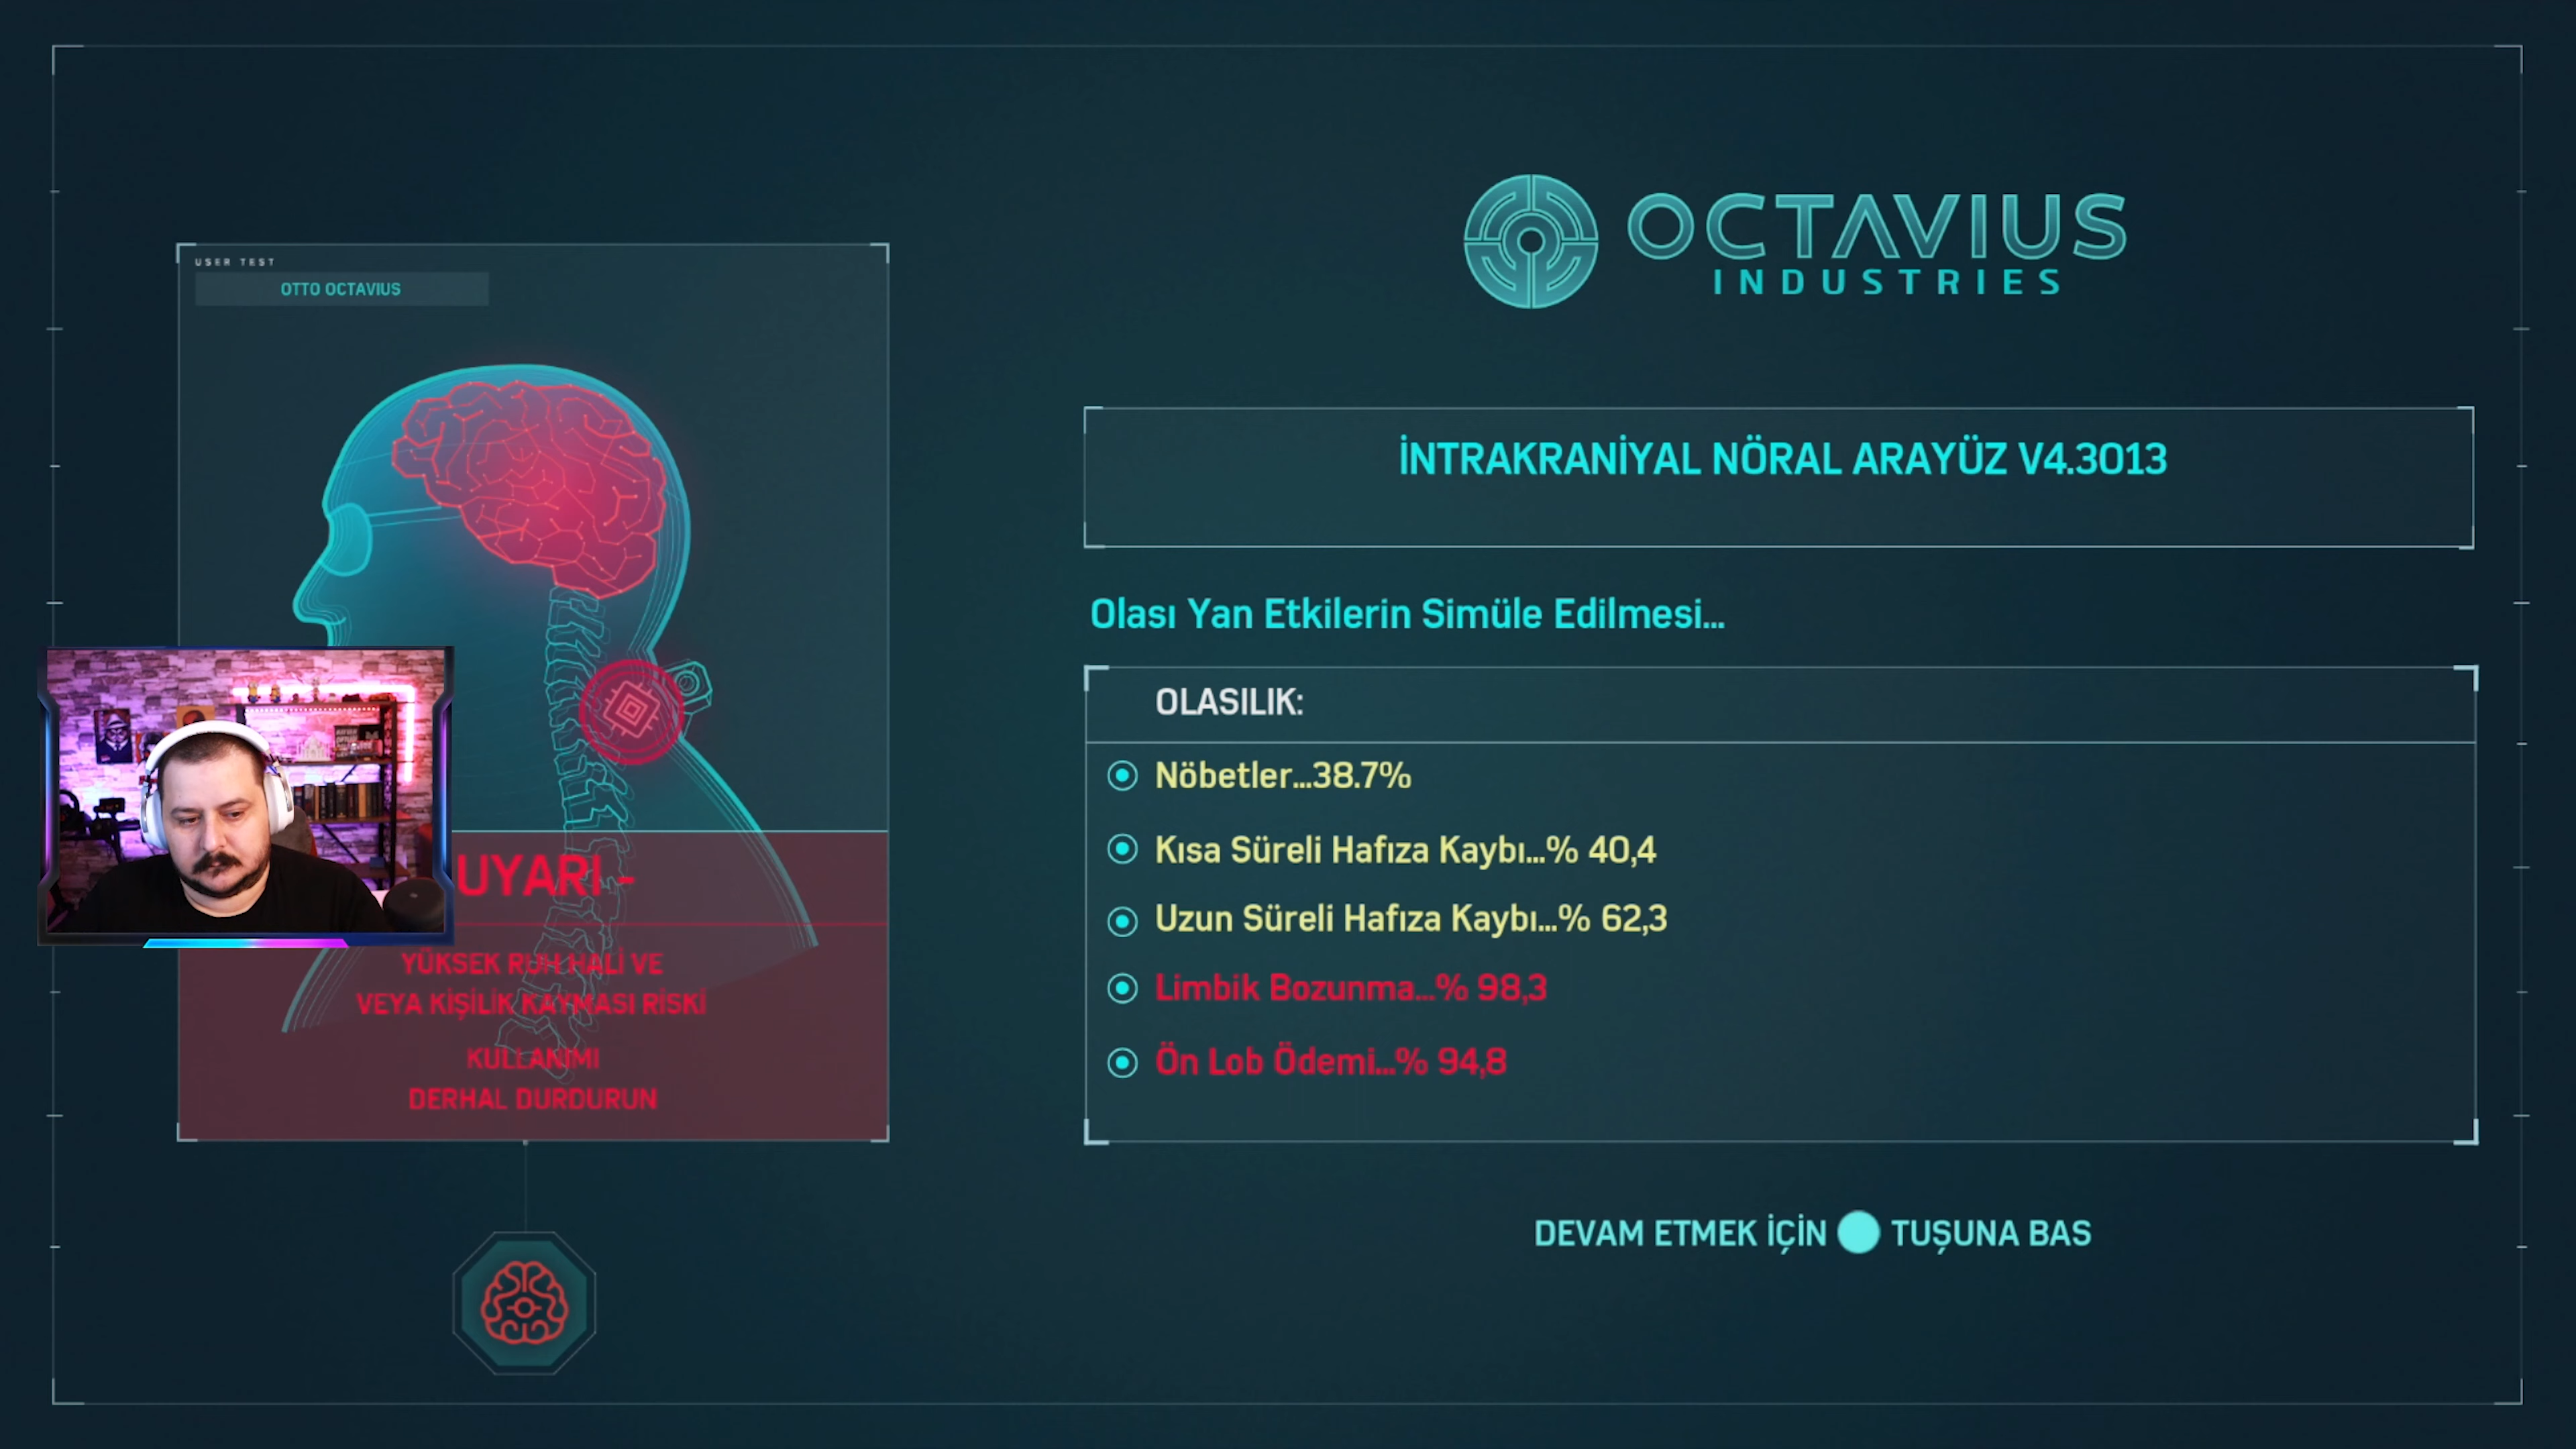 USER TEST
OTTO OCTAVIUS
UYARI -
YÜKSEK RUH HALİ VE
VEYA KİŞİLİK KAYMASI RİSKİ
KULLANIMI
DERHAL DURDURUN
OCTAVIUS
INDUSTRIES
İNTRAKRANİYAL NÖRAL ARAYÜZ V4.3013
Olası Yan Etkilerin Simüle Edilmesi...
OLASILIK:
Nöbetler...38.7%
Kısa Süreli Hafıza Kaybı...% 40,4
Uzun Süreli Hafıza Kaybı...% 62,3
Limbik Bozunma...% 98,3
Ön Lob Ödemi...% 94,8
DEVAM ETMEK İÇİN TUŞUNA BAS